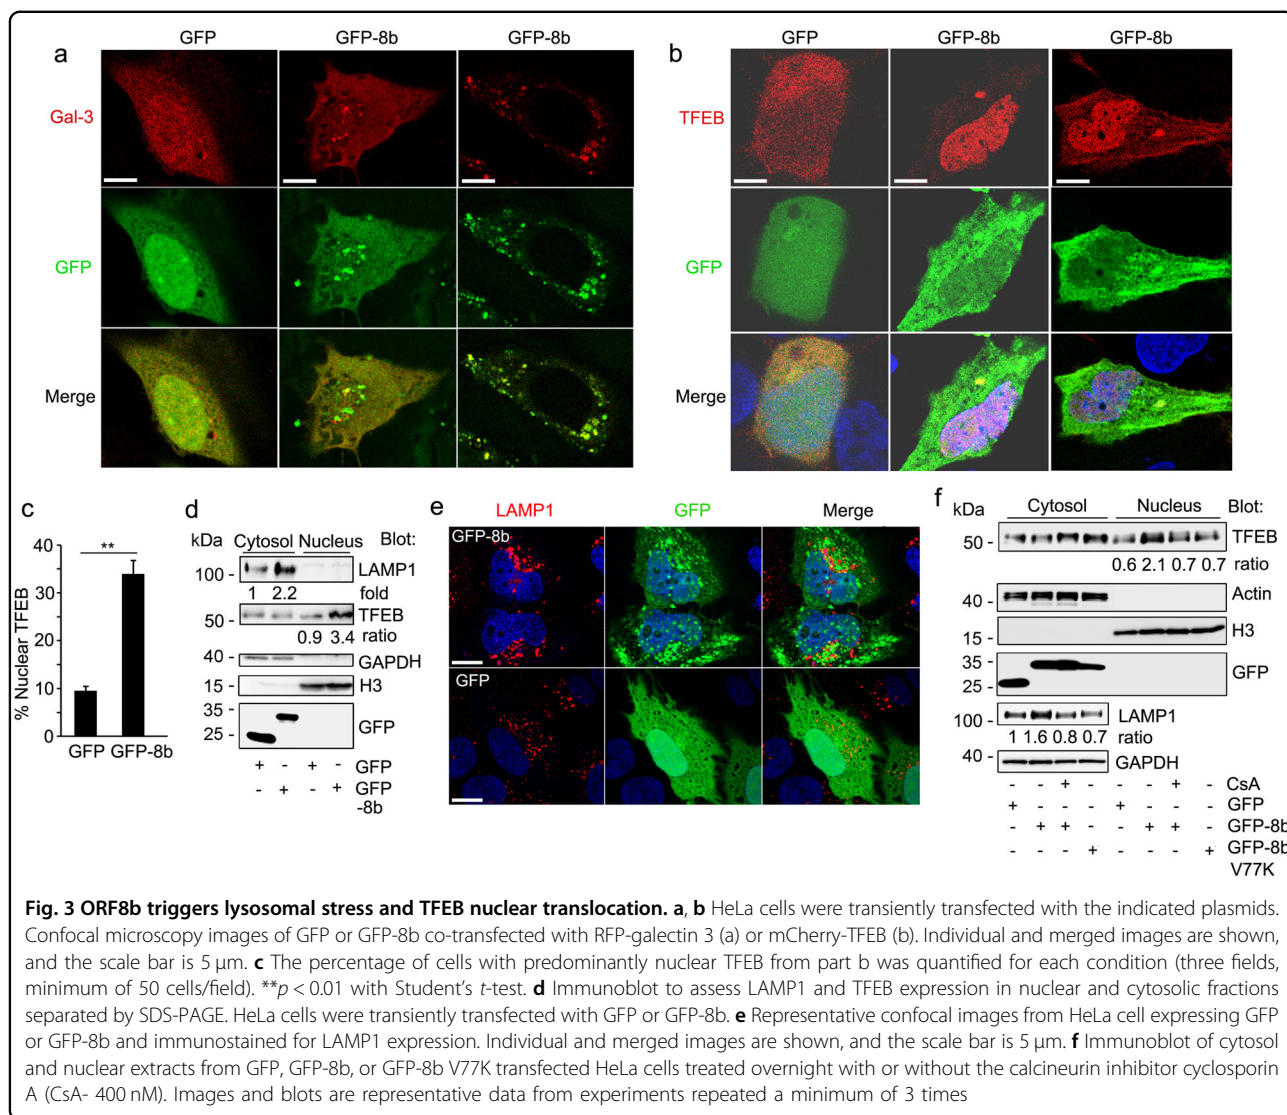 a
GFP
GFP-8b
GFP-8b
Gal-3
GFP
Merge
b
GFP
GFP-8b
GFP-8b
TFEB
GFP
Merge
c
% Nuclear TFEB
40
30
20
10
0
**
GFP GFP-8b
d
kDa Cytosol Nucleus Blot:
100 - LAMP1
1 2.2 fold
50 - TFEB
0.9 3.4 ratio
40 - GAPDH
15 - H3
35 -
25 - GFP
+ - + - GFP
- + - + GFP
-8b
e
LAMP1 GFP Merge
GFP-8b
GFP
f
kDa Cytosol Nucleus Blot:
50 - TFEB
0.6 2.1 0.7 0.7 ratio
40 - Actin
15 - H3
35 - GFP
25 -
100 - LAMP1
1 1.6 0.8 0.7 ratio
40 - GAPDH
- - + - - - + - CsA
+ - - - + - - - GFP
- + + - - + + - GFP-8b
- - - + - - - + GFP-8b
V77K
Fig. 3 ORF8b triggers lysosomal stress and TFEB nuclear translocation. a, b HeLa cells were transiently transfected with the indicated plasmids.
Confocal microscopy images of GFP or GFP-8b co-transfected with RFP-galectin 3 (a) or mCherry-TFEB (b). Individual and merged images are shown,
and the scale bar is 5 µm. c The percentage of cells with predominantly nuclear TFEB from part b was quantified for each condition (three fields,
minimum of 50 cells/field). **p < 0.01 with Student's t-test. d Immunoblot to assess LAMP1 and TFEB expression in nuclear and cytosolic fractions
separated by SDS-PAGE. HeLa cells were transiently transfected with GFP or GFP-8b. e Representative confocal images from HeLa cell expressing GFP
or GFP-8b and immunostained for LAMP1 expression. Individual and merged images are shown, and the scale bar is 5 µm. f Immunoblot of cytosol
and nuclear extracts from GFP, GFP-8b, or GFP-8b V77K transfected HeLa cells treated overnight with or without the calcineurin inhibitor cyclosporin
A (CsA- 400 nM). Images and blots are representative data from experiments repeated a minimum of 3 times